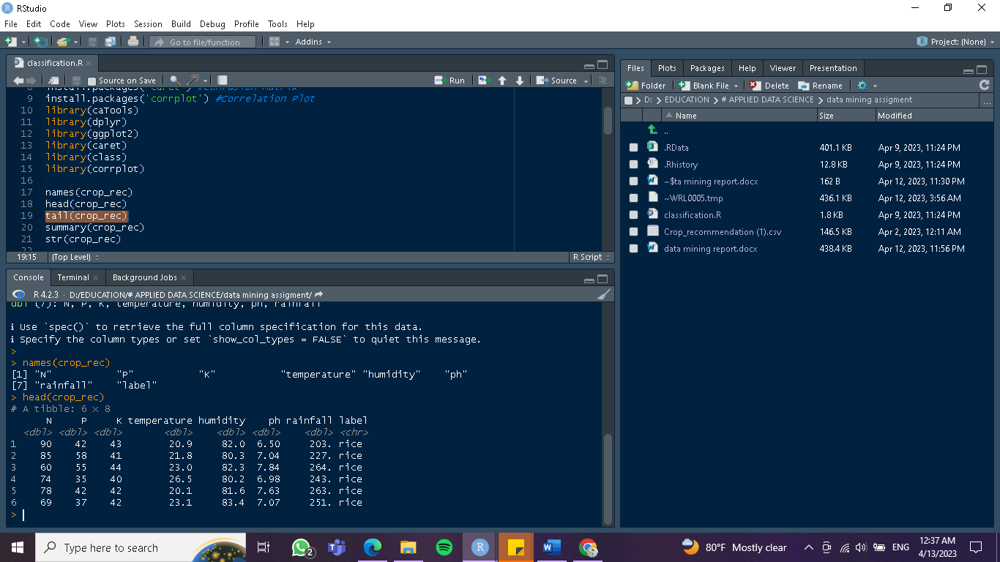 RStudio
File Edit Code View Plots Session Build Debug Profile Tools Help
Go to file/function Addins Project: (None)
classification.R
Source on Save Run Source
8 install.packages('caret') #Confusion Matrix
9 install.packages('corrplot') #Correlation Plot
10 library(caTools)
11 library(dplyr)
12 library(ggplot2)
13 library(caret)
14 library(class)
15 library(corrplot)
16
17 names(crop_rec)
18 head(crop_rec)
19 tail(crop_rec)
20 summary(crop_rec)
21 str(crop_rec)
22
19:15 (Top Level) R Script
Console Terminal Background Jobs
R 4.2.3 · D:/EDUCATION/# APPLIED DATA SCIENCE/data mining assigment/
dbl (7): N, P, K, temperature, humidity, ph, rainfall
i Use `spec()` to retrieve the full column specification for this data.
i Specify the column types or set `show_col_types = FALSE` to quiet this message.
>
> names(crop_rec)
[1] "N" "P" "K" "temperature" "humidity" "ph"
[7] "rainfall" "label"
> head(crop_rec)
# A tibble: 6 × 8
N P K temperature humidity ph rainfall label
<dbl> <dbl> <dbl> <dbl> <dbl> <dbl> <dbl> <chr>
1 90 42 43 20.9 82.0 6.50 203. rice
2 85 58 41 21.8 80.3 7.04 227. rice
3 60 55 44 23.0 82.3 7.84 264. rice
4 74 35 40 26.5 80.2 6.98 243. rice
5 78 42 42 20.1 81.6 7.63 263. rice
6 69 37 42 23.1 83.4 7.07 251. rice
>
Files Plots Packages Help Viewer Presentation
Folder Blank File Delete Rename
D: EDUCATION # APPLIED DATA SCIENCE data mining assigment ...
Name Size Modified
..
.RData 401.1 KB Apr 9, 2023, 11:24 PM
.Rhistory 12.8 KB Apr 9, 2023, 11:24 PM
~$ta mining report.docx 162 B Apr 12, 2023, 11:30 PM
~WRL0005.tmp 436.1 KB Apr 12, 2023, 3:56 AM
classification.R 1.8 KB Apr 9, 2023, 11:24 PM
Crop_recommendation (1).csv 146.5 KB Apr 2, 2023, 12:11 AM
data mining report.docx 438.4 KB Apr 12, 2023, 11:56 PM
Type here to search
2
80°F Mostly clear
ENG
12:37 AM
4/13/2023